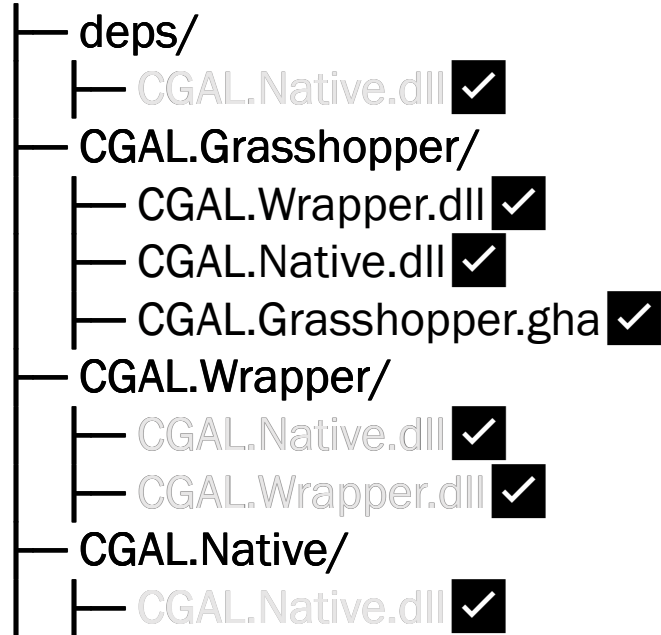 deps/
CGAL.Native.dll
CGAL.Grasshopper/
CGAL.Wrapper.dll
CGAL.Native.dll
CGAL.Grasshopper.gha
CGAL.Wrapper/
CGAL.Native.dll
CGAL.Wrapper.dll
CGAL.Native/
CGAL.Native.dll